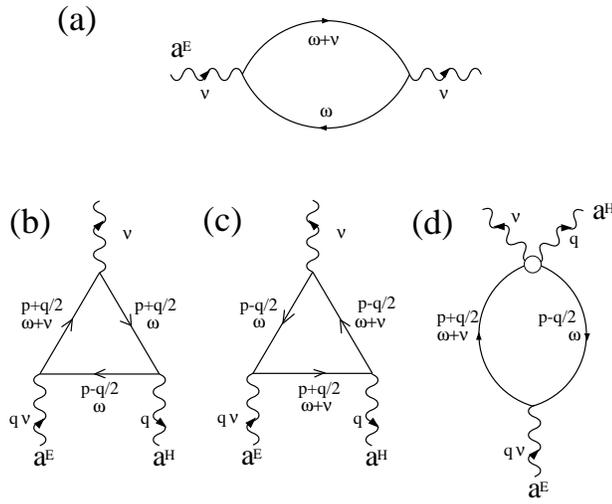 (a)
ω+ν
a^E
ν
ν
ω
(b)
ν
(c)
ν
(d)
ν
q
a^H
p+q/2
ω+ν
p+q/2
ω
p-q/2
ω
p-q/2
ω+ν
p+q/2
ω+ν
p-q/2
ω
p-q/2
ω
p+q/2
ω+ν
q ν
q
q ν
q
q ν
a^E
a^H
a^E
a^H
a^E